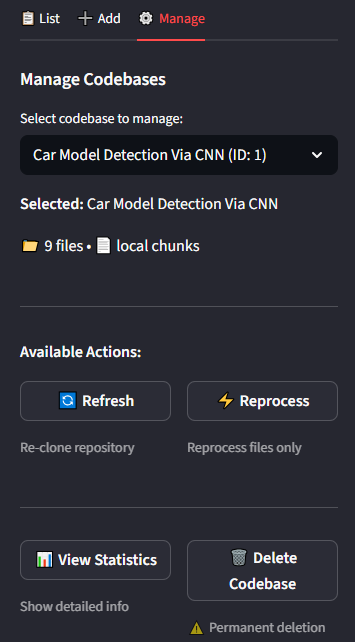 📋 List ➕ Add ⚙️ Manage
Manage Codebases
Select codebase to manage:
Car Model Detection Via CNN (ID: 1)
Selected: Car Model Detection Via CNN
📁 9 files • 📄 local chunks
Available Actions:
🔄 Refresh ⚡ Reprocess
Re-clone repository Reprocess files only
📊 View Statistics 🗑️ Delete
Codebase
Show detailed info
⚠️ Permanent deletion